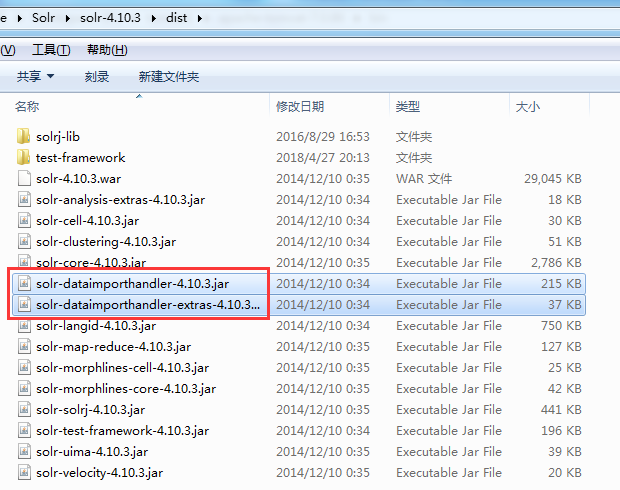 e ▸ Solr ▸ solr-4.10.3 ▸ dist ▸
(V) 工具(T) 帮助(H)
共享 刻录 新建文件夹
名称 修改日期 类型 大小
solrj-lib 2016/8/29 16:53 文件夹
test-framework 2018/4/27 20:13 文件夹
solr-4.10.3.war 2014/12/10 0:35 WAR 文件 29,045 KB
solr-analysis-extras-4.10.3.jar 2014/12/10 0:34 Executable Jar File 18 KB
solr-cell-4.10.3.jar 2014/12/10 0:34 Executable Jar File 30 KB
solr-clustering-4.10.3.jar 2014/12/10 0:34 Executable Jar File 51 KB
solr-core-4.10.3.jar 2014/12/10 0:35 Executable Jar File 2,786 KB
solr-dataimporthandler-4.10.3.jar 2014/12/10 0:34 Executable Jar File 215 KB
solr-dataimporthandler-extras-4.10.3... 2014/12/10 0:34 Executable Jar File 37 KB
solr-langid-4.10.3.jar 2014/12/10 0:34 Executable Jar File 750 KB
solr-map-reduce-4.10.3.jar 2014/12/10 0:35 Executable Jar File 127 KB
solr-morphlines-cell-4.10.3.jar 2014/12/10 0:35 Executable Jar File 25 KB
solr-morphlines-core-4.10.3.jar 2014/12/10 0:35 Executable Jar File 42 KB
solr-solrj-4.10.3.jar 2014/12/10 0:35 Executable Jar File 441 KB
solr-test-framework-4.10.3.jar 2014/12/10 0:34 Executable Jar File 196 KB
solr-uima-4.10.3.jar 2014/12/10 0:35 Executable Jar File 39 KB
solr-velocity-4.10.3.jar 2014/12/10 0:35 Executable Jar File 20 KB